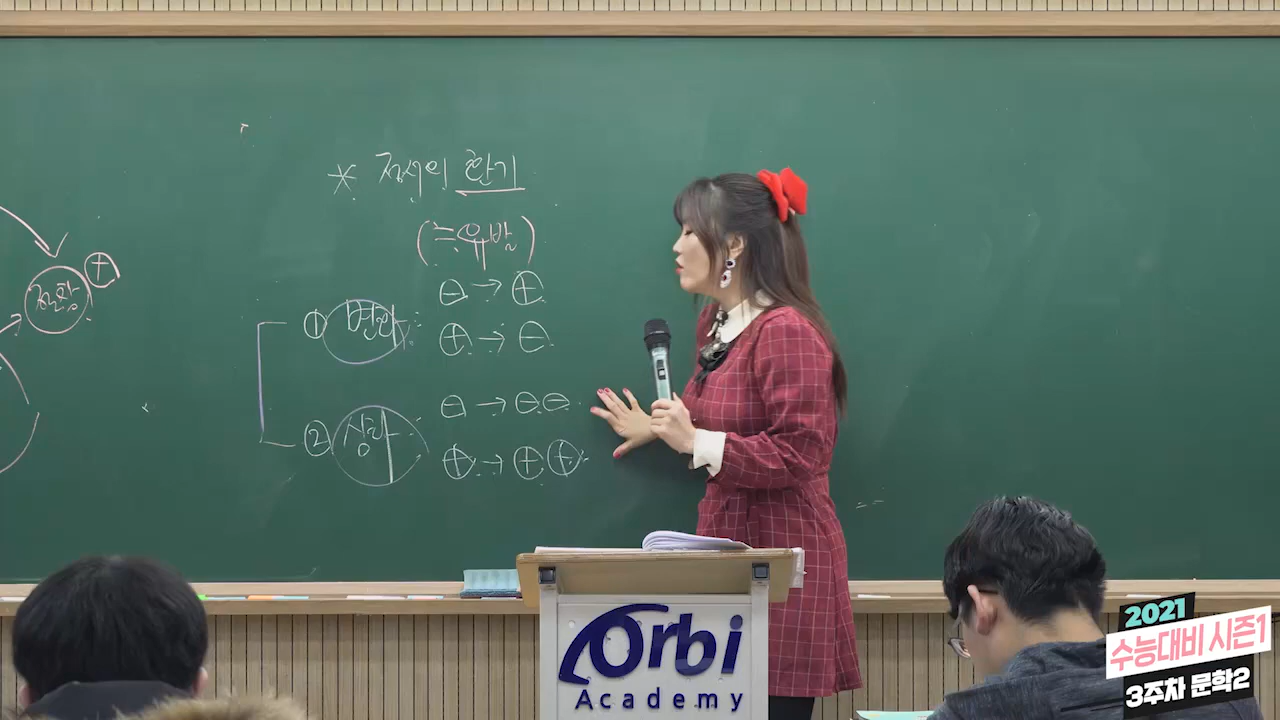 * 정서의 환기
(≒유발)
⊖ → ⊕
① 변화 : ⊕ → ⊖
⊖ → ⊖⊖
② 심화 : ⊕ → ⊕⊕
전환 ⊕
Orbi
Academy
2021
수능대비 시즌1
3주차 문학2